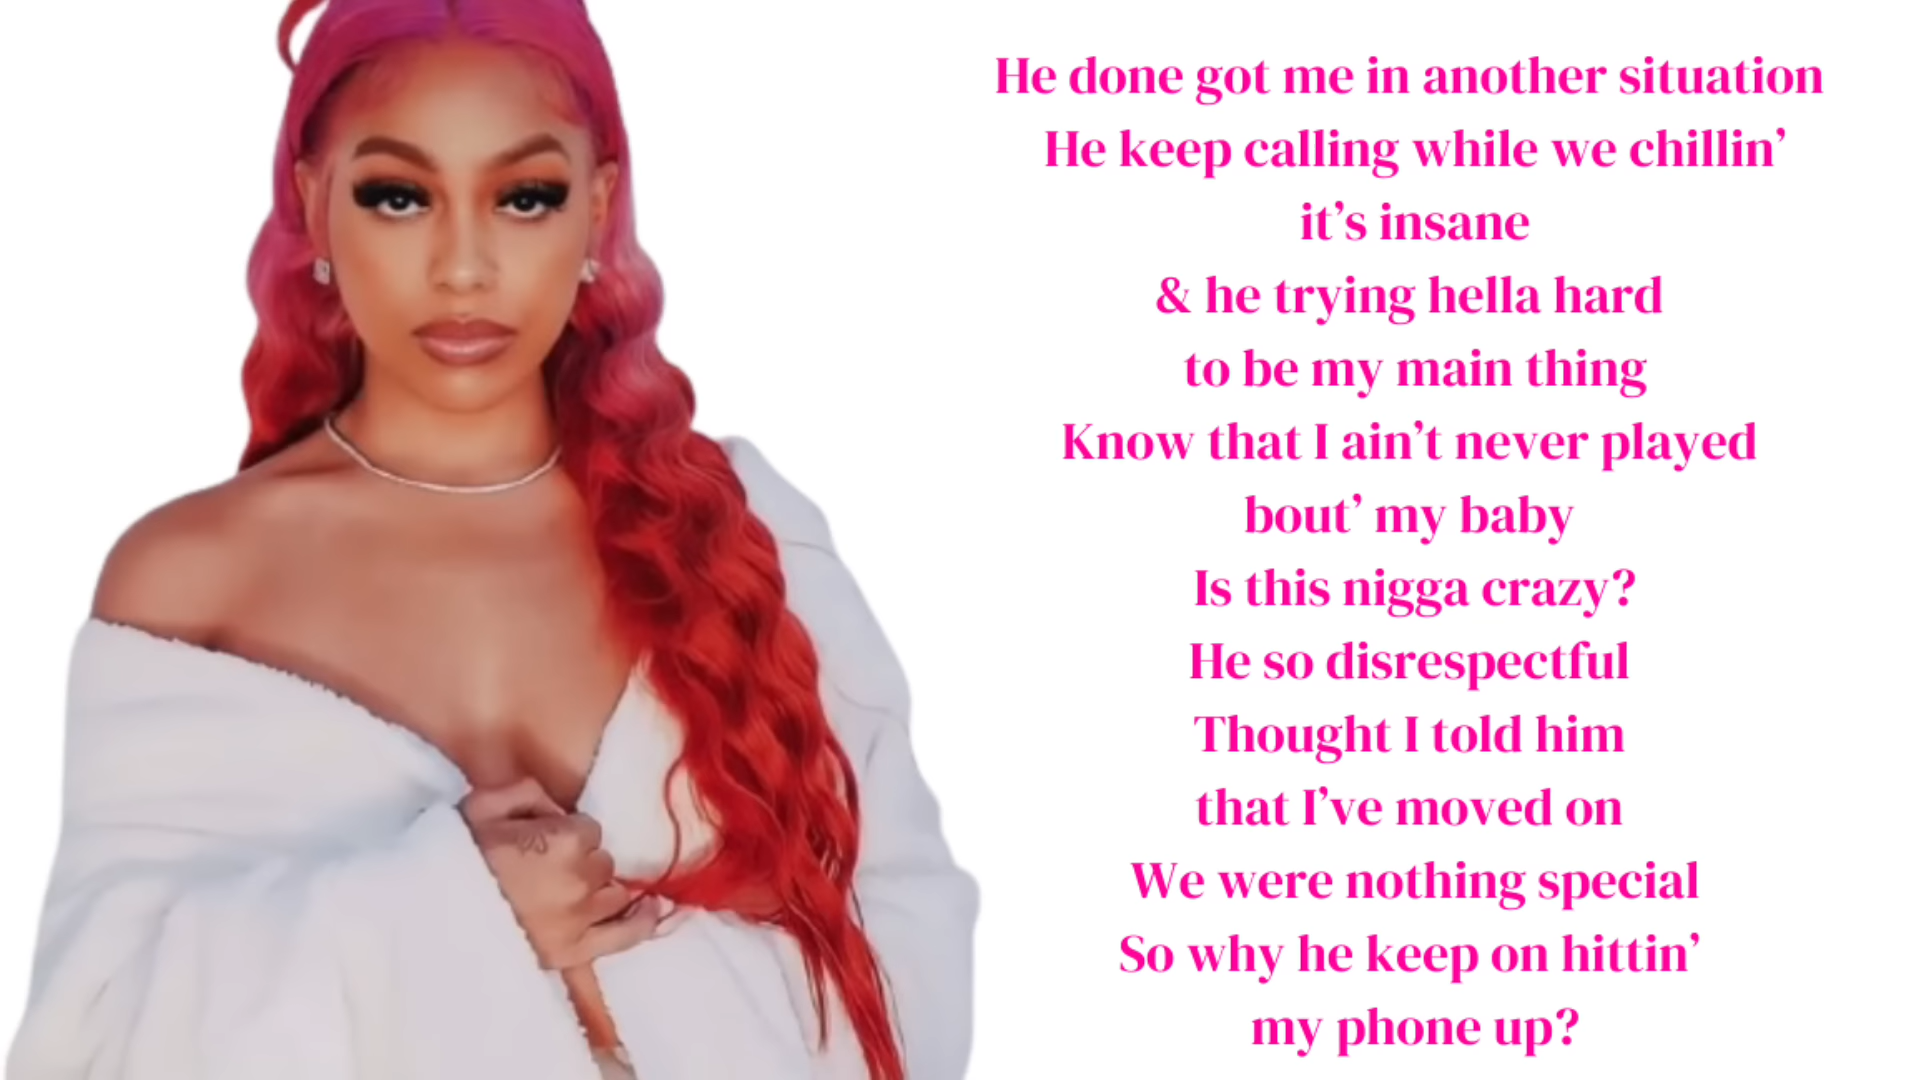 He done got me in another situation
He keep calling while we chillin’
it’s insane
& he trying hella hard
to be my main thing
Know that I ain’t never played
bout’ my baby
Is this nigga crazy?
He so disrespectful
Thought I told him
that I’ve moved on
We were nothing special
So why he keep on hittin’
my phone up?